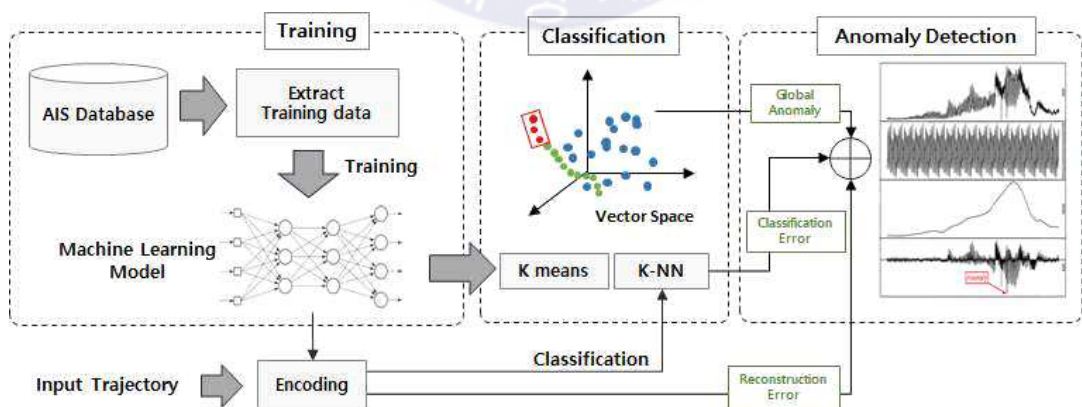 Training
Classification
Anomaly Detection
AIS Database
Extract
Training data
Training
Machine Learning
Model
Vector Space
K means
K-NN
Global
Anomaly
Classification
Error
Classification
Input Trajectory
Encoding
Reconstruction
Error